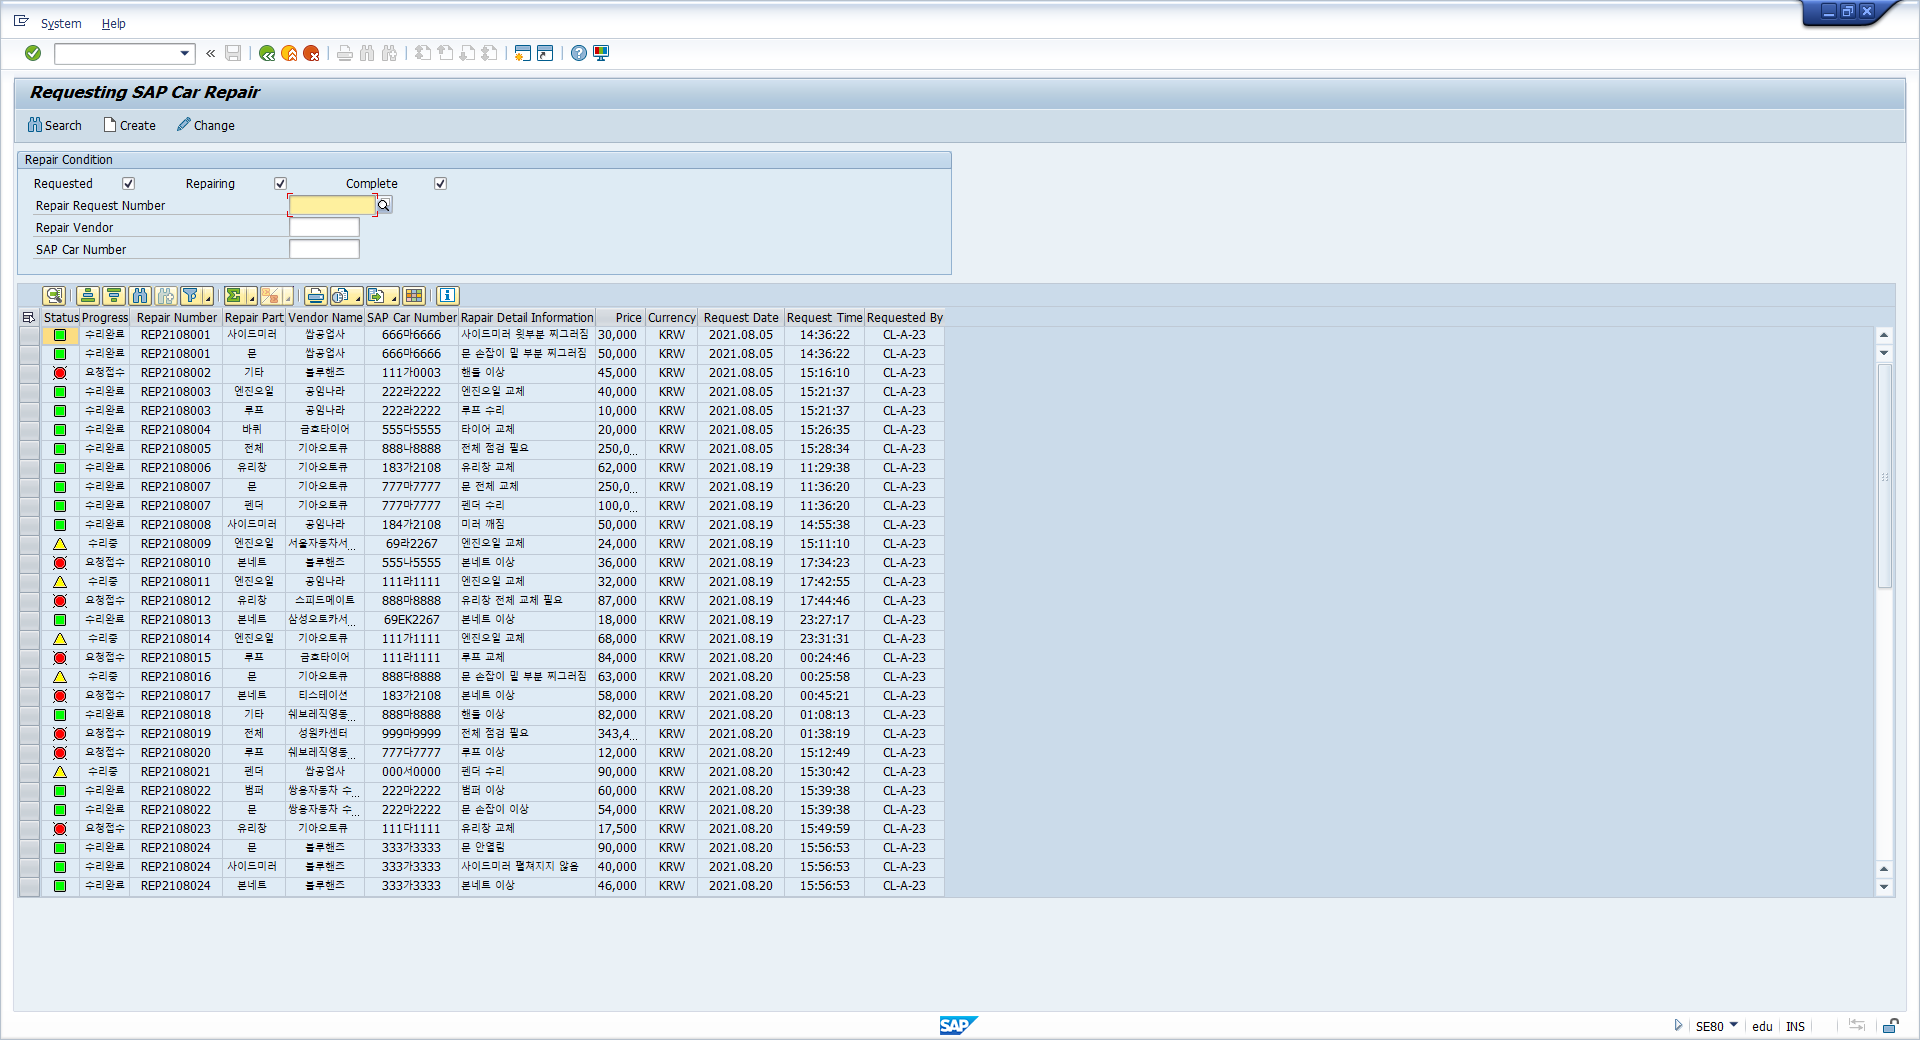 System Help
Requesting SAP Car Repair
Search Create Change
Repair Condition
Requested Repairing Complete
Repair Request Number
Repair Vendor
SAP Car Number
Status Progress Repair Number Repair Part Vendor Name SAP Car Number Rapair Detail Information Price Currency Request Date Request Time Requested By
수리완료 REP2108001 사이드미러 쌉공업사 666마6666 사이드미러 윗부분 찌그러짐 30,000 KRW 2021.08.05 14:36:22 CL-A-23
수리완료 REP2108001 문 쌉공업사 666마6666 문 손잡이 밑 부분 찌그러짐 50,000 KRW 2021.08.05 14:36:22 CL-A-23
요청접수 REP2108002 기타 블루핸즈 111가0003 핸들 이상 45,000 KRW 2021.08.05 15:16:10 CL-A-23
수리완료 REP2108003 엔진오일 공임나라 222라2222 엔진오일 교체 40,000 KRW 2021.08.05 15:21:37 CL-A-23
수리완료 REP2108003 루프 공임나라 222라2222 루프 수리 10,000 KRW 2021.08.05 15:21:37 CL-A-23
수리완료 REP2108004 바퀴 금호타이어 555다5555 타이어 교체 20,000 KRW 2021.08.05 15:26:35 CL-A-23
수리완료 REP2108005 전체 기아오토큐 888나8888 전체 점검 필요 250,0... KRW 2021.08.05 15:28:34 CL-A-23
수리완료 REP2108006 유리창 기아오토큐 183가2108 유리창 교체 62,000 KRW 2021.08.19 11:29:38 CL-A-23
수리완료 REP2108007 문 기아오토큐 777마7777 문 전체 교체 250,0... KRW 2021.08.19 11:36:20 CL-A-23
수리완료 REP2108007 펜더 기아오토큐 777마7777 펜더 수리 100,0... KRW 2021.08.19 11:36:20 CL-A-23
수리완료 REP2108008 사이드미러 공임나라 184가2108 미러 깨짐 50,000 KRW 2021.08.19 14:55:38 CL-A-23
수리중 REP2108009 엔진오일 서울자동차서... 69라2267 엔진오일 교체 24,000 KRW 2021.08.19 15:11:10 CL-A-23
요청접수 REP2108010 본네트 블루핸즈 555나5555 본네트 이상 36,000 KRW 2021.08.19 17:34:23 CL-A-23
수리중 REP2108011 엔진오일 공임나라 111라1111 엔진오일 교체 32,000 KRW 2021.08.19 17:42:55 CL-A-23
요청접수 REP2108012 유리창 스피드메이트 888마8888 유리창 전체 교체 필요 87,000 KRW 2021.08.19 17:44:46 CL-A-23
수리완료 REP2108013 본네트 삼성오토카서... 69EK2267 본네트 이상 18,000 KRW 2021.08.19 23:27:17 CL-A-23
수리중 REP2108014 엔진오일 기아오토큐 111가1111 엔진오일 교체 68,000 KRW 2021.08.19 23:31:31 CL-A-23
요청접수 REP2108015 루프 금호타이어 111라1111 루프 교체 84,000 KRW 2021.08.20 00:24:46 CL-A-23
수리중 REP2108016 문 기아오토큐 888다8888 문 손잡이 밑 부분 찌그러짐 63,000 KRW 2021.08.20 00:25:58 CL-A-23
요청접수 REP2108017 본네트 티스테이션 183가2108 본네트 이상 58,000 KRW 2021.08.20 00:45:21 CL-A-23
수리완료 REP2108018 기타 쉐보레직영동... 888마8888 핸들 이상 82,000 KRW 2021.08.20 01:08:13 CL-A-23
요청접수 REP2108019 전체 성원카센터 999마9999 전체 점검 필요 343,4... KRW 2021.08.20 01:38:19 CL-A-23
요청접수 REP2108020 루프 쉐보레직영동... 777다7777 루프 이상 12,000 KRW 2021.08.20 15:12:49 CL-A-23
수리중 REP2108021 펜더 쌉공업사 000서0000 펜더 수리 90,000 KRW 2021.08.20 15:30:42 CL-A-23
수리완료 REP2108022 범퍼 쌍용자동차 수... 222마2222 범퍼 이상 60,000 KRW 2021.08.20 15:39:38 CL-A-23
수리완료 REP2108022 문 쌍용자동차 수... 222마2222 문 손잡이 이상 54,000 KRW 2021.08.20 15:39:38 CL-A-23
요청접수 REP2108023 유리창 기아오토큐 111다1111 유리창 교체 17,500 KRW 2021.08.20 15:49:59 CL-A-23
수리완료 REP2108024 문 블루핸즈 333가3333 문 안열림 90,000 KRW 2021.08.20 15:56:53 CL-A-23
수리완료 REP2108024 사이드미러 블루핸즈 333가3333 사이드미러 펼쳐지지 않음 40,000 KRW 2021.08.20 15:56:53 CL-A-23
수리완료 REP2108024 본네트 블루핸즈 333가3333 본네트 이상 46,000 KRW 2021.08.20 15:56:53 CL-A-23
SAP SE80 edu INS